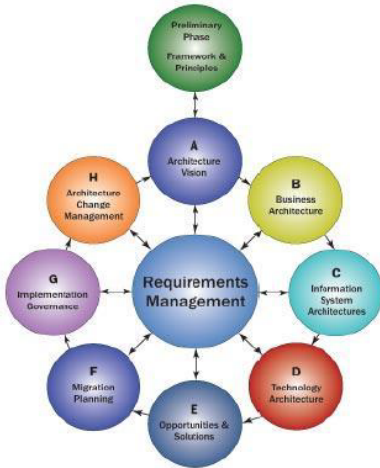 Preliminary
Phase
Framework &
Principles
A
Architecture
Vision
H
Architecture
Change
Management
B
Business
Architecture
G
Implementation
Governance
Requirements
Management
C
Information
System
Architectures
F
Migration
Planning
D
Technology
Architecture
E
Opportunities &
Solutions